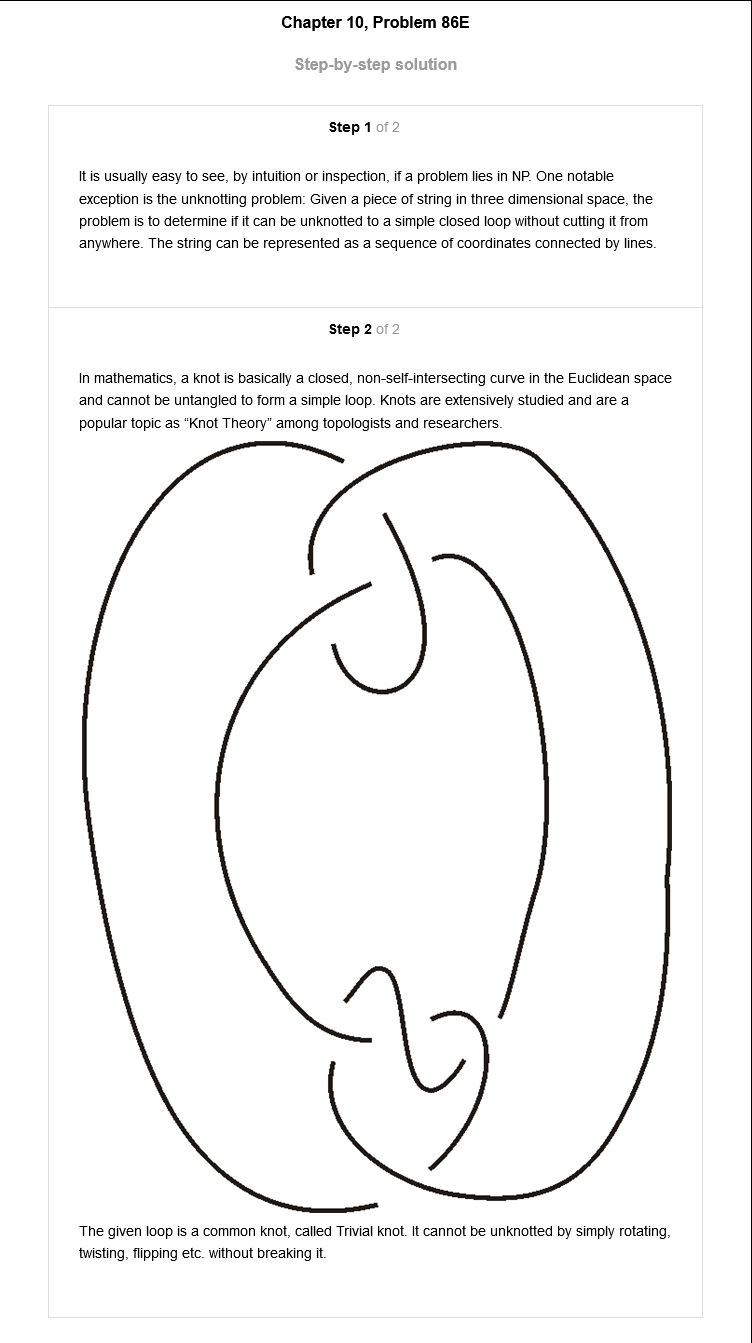 Chapter 10, Problem 86E
Step-by-step solution
Step 1 of 2
It is usually easy to see, by intuition or inspection, if a problem lies in NP. One notable
exception is the unknotting problem: Given a piece of string in three dimensional space, the
problem is to determine if it can be unknotted to a simple closed loop without cutting it from
anywhere. The string can be represented as a sequence of coordinates connected by lines.
Step 2 of 2
In mathematics, a knot is basically a closed, non-self-intersecting curve in the Euclidean space
and cannot be untangled to form a simple loop. Knots are extensively studied and are a
popular topic as “Knot Theory” among topologists and researchers.
The given loop is a common knot, called Trivial knot. It cannot be unknotted by simply rotating,
twisting, flipping etc. without breaking it.